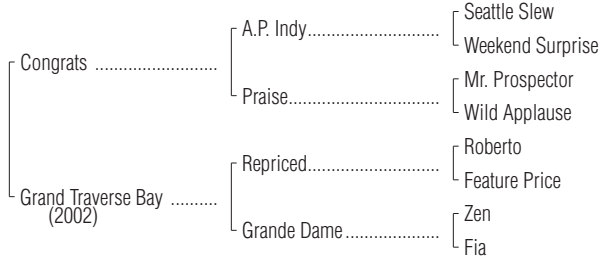 Seattle Slew
A.P. Indy........................
Weekend Surprise
Congrats ........................
Mr. Prospector
Praise............................
Wild Applause
Roberto
Repriced........................
Feature Price
Grand Traverse Bay ..........
(2002)
Zen
Grande Dame....................
Fia